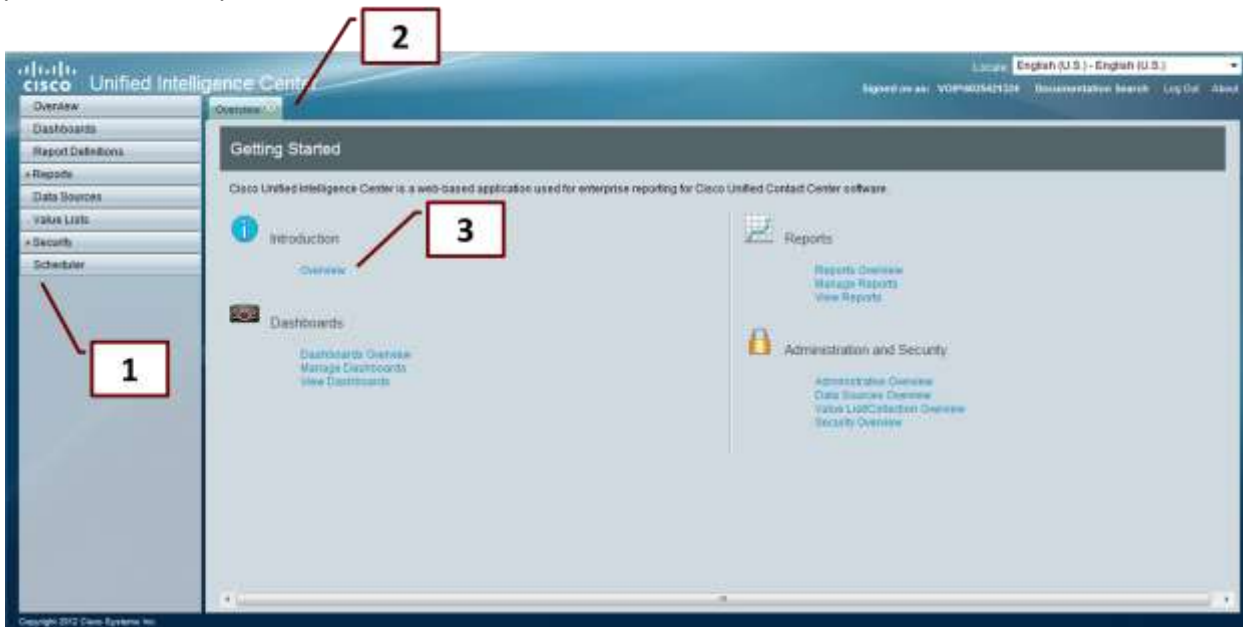 2
cisco Unified Intelligence Center
Locale English (U.S.) - English (U.S.)
Signed on as: Documentation Search Log Out About
Overview
Overview
Dashboards
Report Definitions
Reports
Data Sources
Value Lists
Security
Scheduler
1
Getting Started
Cisco Unified Intelligence Center is a web-based application used for enterprise reporting for Cisco Unified Contact Center software.
Introduction
3
Overview
Dashboards
Dashboards Overview
Manage Dashboards
View Dashboards
Reports
Reports Overview
Manage Reports
View Reports
Administration and Security
Administrative Overview
Data Sources Overview
Value List/Collection Overview
Security Overview
Copyright 2012 Cisco Systems Inc.